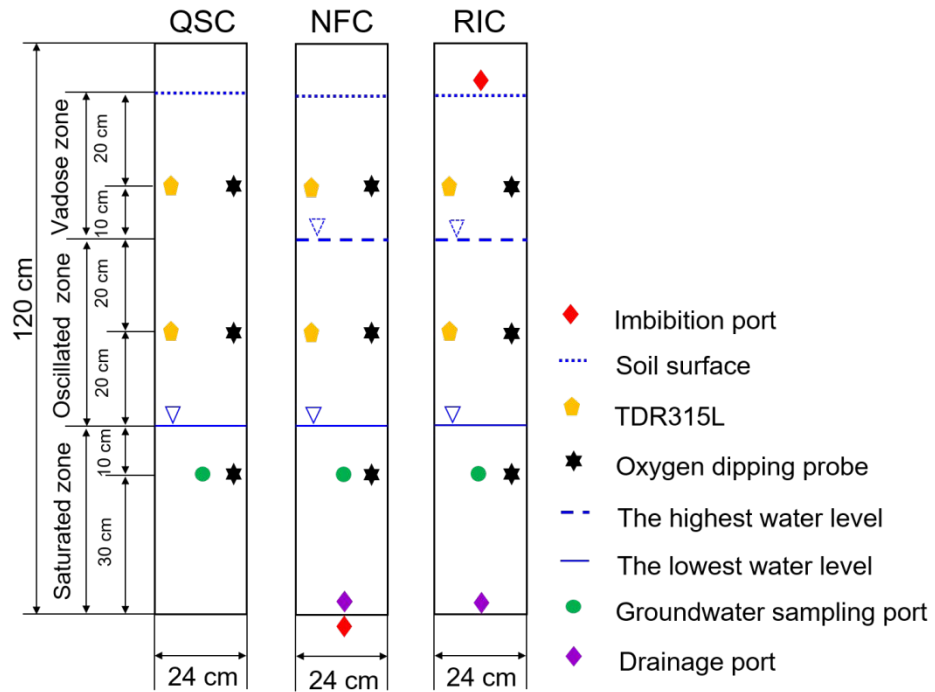 QSC
NFC
RIC
120 cm
Vadose zone
20 cm
10 cm
Oscillated zone
20 cm
20 cm
Saturated zone
10 cm
30 cm
24 cm
24 cm
24 cm
Imbibition port
Soil surface
TDR315L
Oxygen dipping probe
The highest water level
The lowest water level
Groundwater sampling port
Drainage port